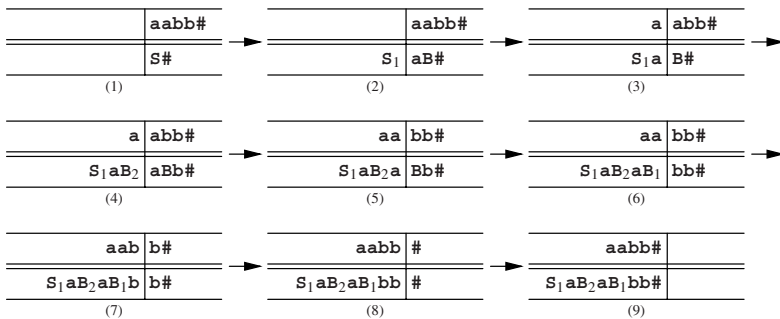 aabb# aabb# a abb#
S# S₁ aB# S₁a B#
(1) (2) (3)
a abb# aa bb# aa bb#
S₁aB₂ aBb# S₁aB₂a Bb# S₁aB₂aB₁ bb#
(4) (5) (6)
aab b# aabb # aabb#
S₁aB₂aB₁b b# S₁aB₂aB₁bb # S₁aB₂aB₁bb#
(7) (8) (9)